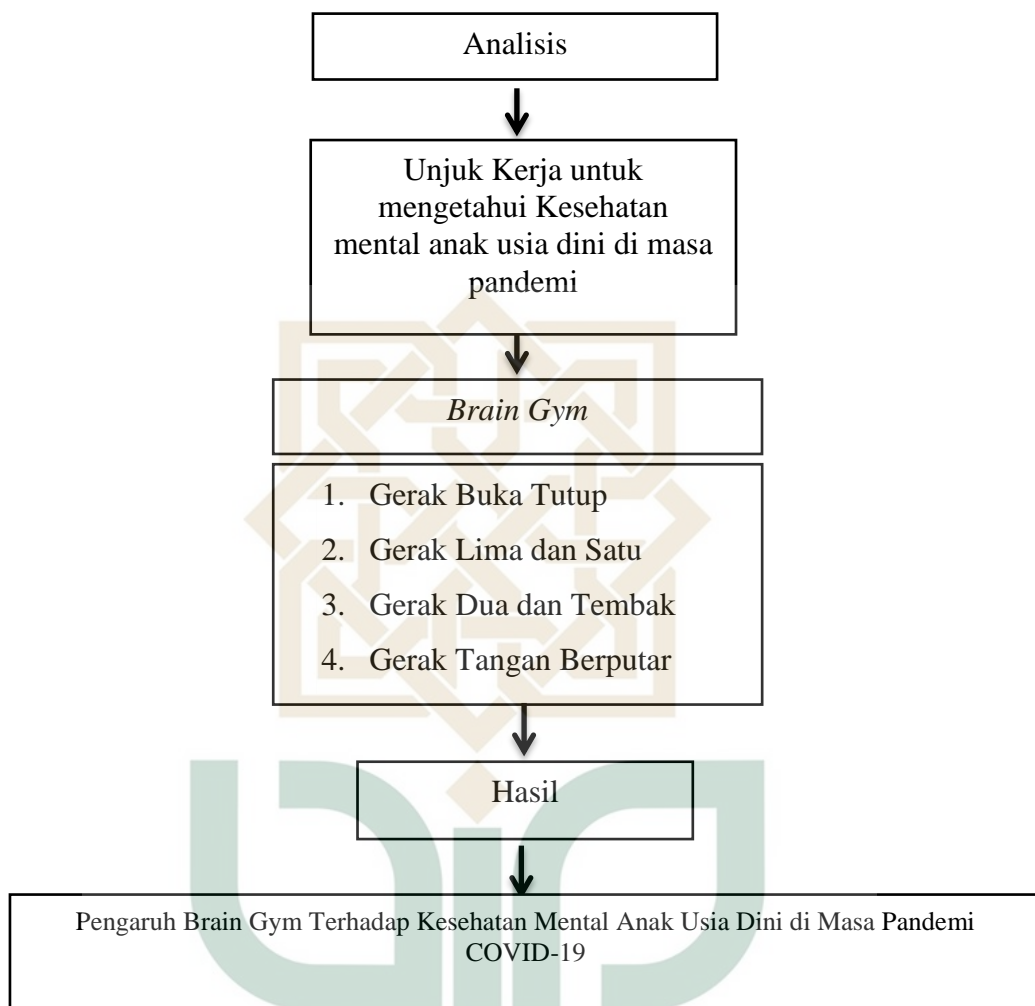 Analisis
Unjuk Kerja untuk
mengetahui Kesehatan
mental anak usia dini di masa
pandemi
Brain Gym
1. Gerak Buka Tutup
2. Gerak Lima dan Satu
3. Gerak Dua dan Tembak
4. Gerak Tangan Berputar
Hasil
Pengaruh Brain Gym Terhadap Kesehatan Mental Anak Usia Dini di Masa Pandemi
COVID-19